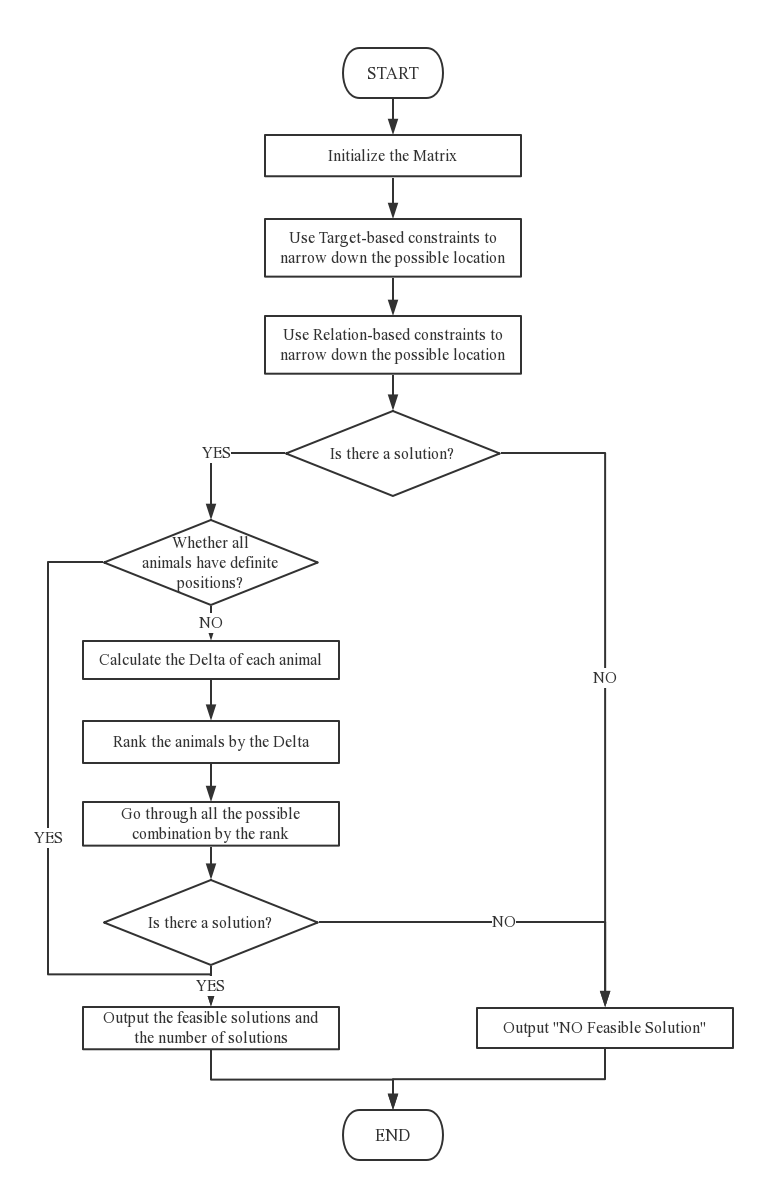 START
Initialize the Matrix
Use Target-based constraints to
narrow down the possible location
Use Relation-based constraints to
narrow down the possible location
Is there a solution?
YES
Whether all
animals have definite
positions?
NO
Calculate the Delta of each animal
NO
Rank the animals by the Delta
Go through all the possible
combination by the rank
YES
Is there a solution?
NO
YES
Output the feasible solutions and
the number of solutions
Output "NO Feasible Solution"
END